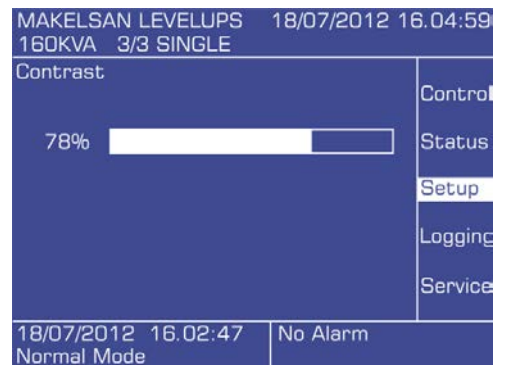 MAKELSAN LEVELUPS 18/07/2012 16.04:59
160KVA 3/3 SINGLE
Contrast
78%
Control
Status
Setup
Logging
Service
18/07/2012 16.02:47 No Alarm
Normal Mode